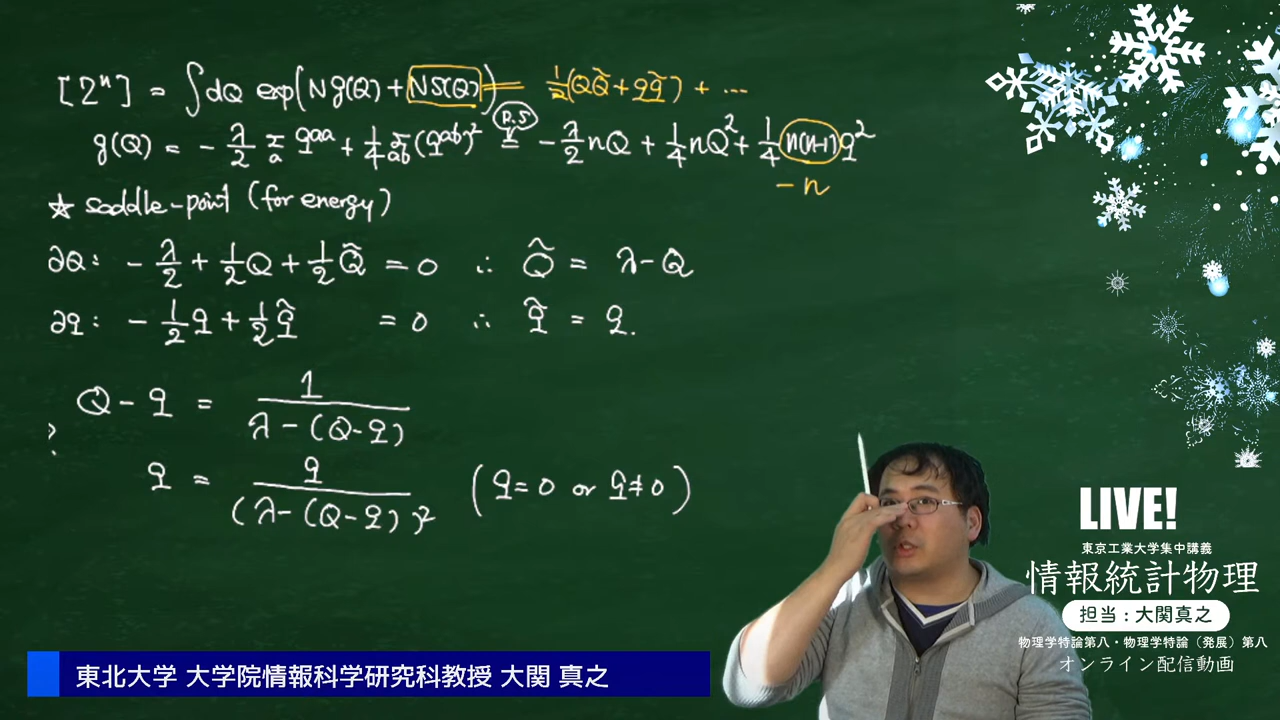 [Z^n] = ∫dQ exp(Ng(Q) + NS(Q)) = 1/2(QQ̃ + qq̃) + ...
g(Q) = - λ/2 Σ_a q^{aa} + 1/4 Σ_{ab} (q^{ab})^2 (R.S) = - λ/2 nQ + 1/4 nQ^2 + 1/4 n(n-1)q^2
-n
☆ saddle-point (for energy)
∂Q: - λ/2 + 1/2 Q + 1/2 Q̃ = 0 ∴ Q̃ = λ - Q
∂q: - 1/2 q + 1/2 q̃ = 0 ∴ q̃ = q.
Q - q = 1/(λ - (Q - q))
q = q/(λ - (Q - q))^2 (q = 0 or q ≠ 0)
LIVE!
東京工業大学集中講義
情報統計物理
担当：大関真之
物理学特論第八・物理学特論（発展）第八
オンライン配信動画
東北大学 大学院情報科学研究科教授 大関 真之